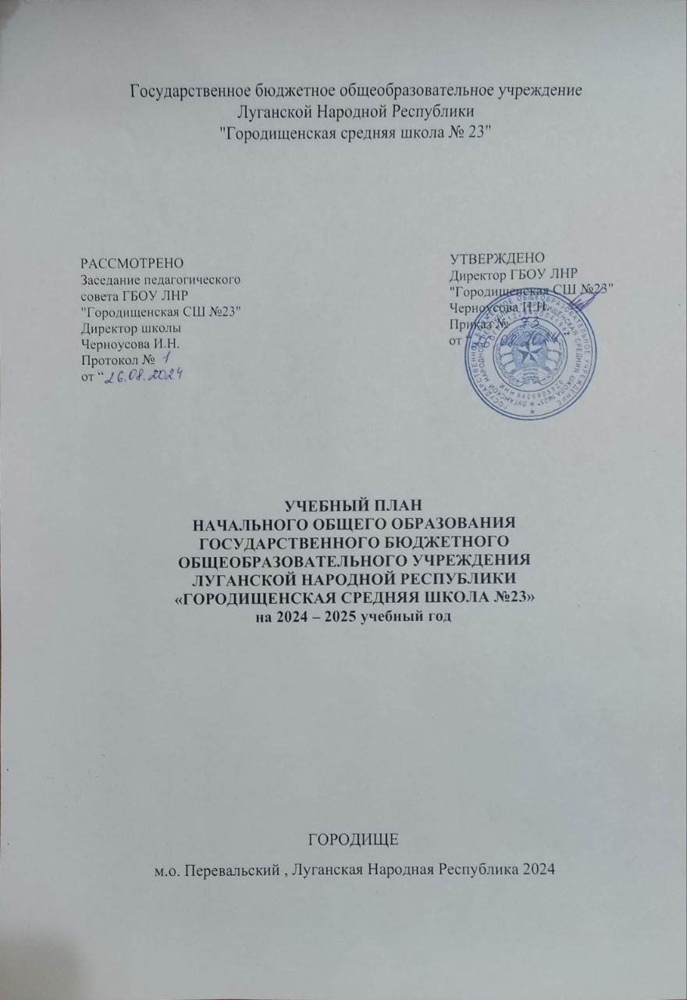 Государственное бюджетное общеобразовательное учреждение
Луганской Народной Республики
"Городищенская средняя школа № 23"
РАССМОТРЕНО
Заседание педагогического
совета ГБОУ ЛНР
"Городищенская СШ №23"
Директор школы
Черноусова И.Н.
Протокол № 1
от “26.08.2024
УТВЕРЖДЕНО
Директор ГБОУ ЛНР
"Городищенская СШ №23"
Черноусова И.Н.
Приказ № 73
от “ 08.2024
УЧЕБНЫЙ ПЛАН
НАЧАЛЬНОГО ОБЩЕГО ОБРАЗОВАНИЯ
ГОСУДАРСТВЕННОГО БЮДЖЕТНОГО
ОБЩЕОБРАЗОВАТЕЛЬНОГО УЧРЕЖДЕНИЯ
ЛУГАНСКОЙ НАРОДНОЙ РЕСПУБЛИКИ
«ГОРОДИЩЕНСКАЯ СРЕДНЯЯ ШКОЛА №23»
на 2024 – 2025 учебный год
ГОРОДИЩЕ
м.о. Перевальский , Луганская Народная Республика 2024